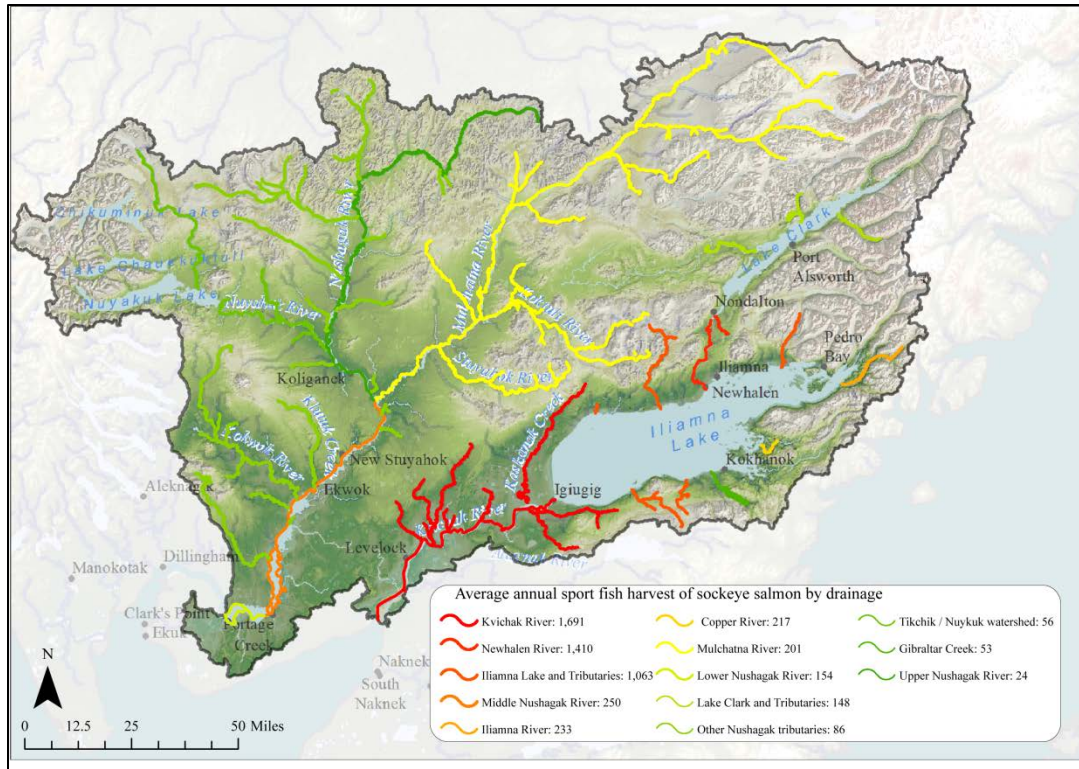 Chikuminuk Lake
Lake Chauekuktuli
Nuyakuk Lake
Nuyakuk River
Nushagak River
Mulchatna River
Koktuli River
Stuyahok River
Lake Clark
Port
Alsworth
Nondalton
Pedro
Bay
Iliamna
Newhalen
Iliamna
Lake
Kokhanok
Koliganek
New Stuyahok
Ekwok
Kokwok River
Kaskanak Creek
Igiugig
Kvichak River
Levelock
Alagnak River
Aleknagik
Dillingham
Manokotak
Clark's Point
Ekuk
Portage
Creek
Naknek
South
Naknek
N
0 12.5 25 50 Miles
Average annual sport fish harvest of sockeye salmon by drainage
Kvichak River: 1,691
Newhalen River: 1,410
Iliamna Lake and Tributaries: 1,063
Middle Nushagak River: 250
Iliamna River: 233
Copper River: 217
Mulchatna River: 201
Lower Nushagak River: 154
Lake Clark and Tributaries: 148
Other Nushagak tributaries: 86
Tikchik / Nuykuk watershed: 56
Gibraltar Creek: 53
Upper Nushagak River: 24